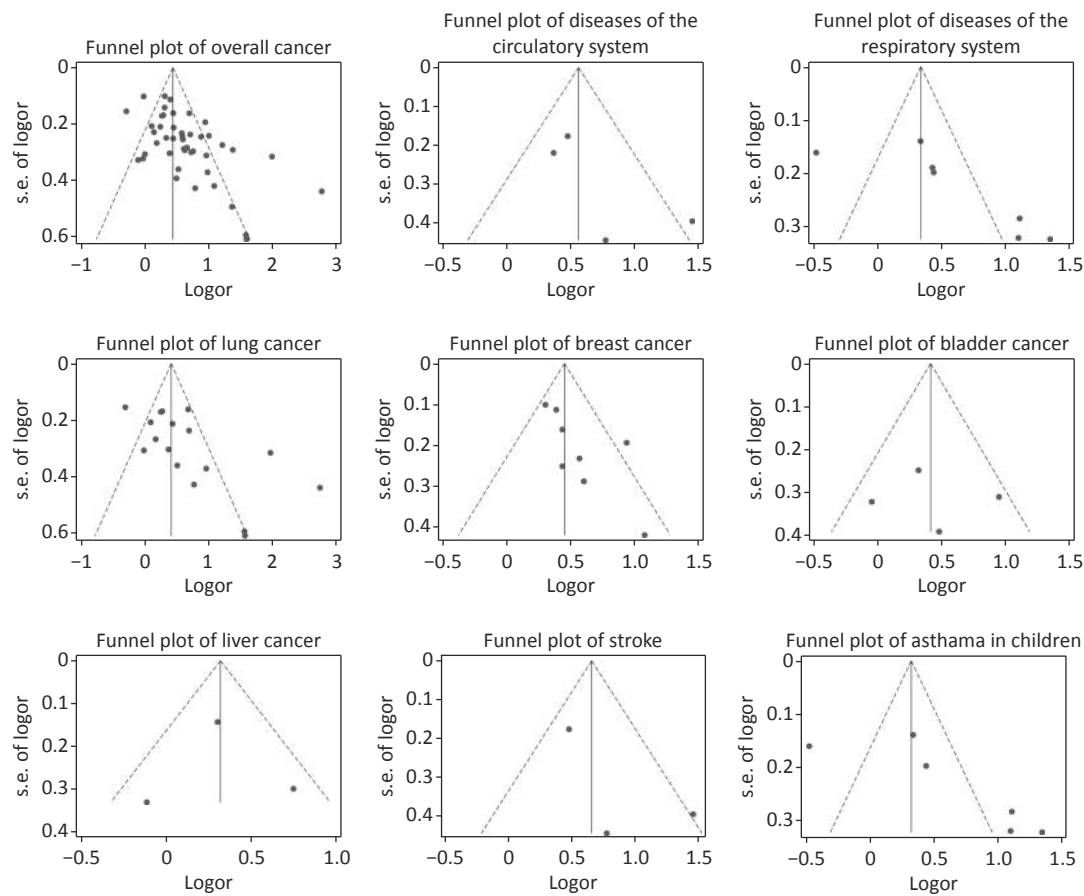 Funnel plot of overall cancer
0
0.2
0.4
0.6
s.e. of logor
−1 0 1 2 3
Logor
Funnel plot of diseases of the
circulatory system
0
0.1
0.2
0.3
0.4
s.e. of logor
−0.5 0 0.5 1.0 1.5
Logor
Funnel plot of diseases of the
respiratory system
0
0.1
0.2
0.3
s.e. of logor
−0.5 0 0.5 1.0 1.5
Logor
Funnel plot of lung cancer
0
0.2
0.4
0.6
s.e. of logor
−1 0 1 2 3
Logor
Funnel plot of breast cancer
0
0.1
0.2
0.3
0.4
s.e. of logor
−0.5 0 0.5 1.0 1.5
Logor
Funnel plot of bladder cancer
0
0.1
0.2
0.3
0.4
s.e. of logor
−0.5 0 0.5 1.0 1.5
Logor
Funnel plot of liver cancer
0
0.1
0.2
0.3
0.4
s.e. of logor
−0.5 0 0.5 1.0
Logor
Funnel plot of stroke
0
0.1
0.2
0.3
0.4
s.e. of logor
−0.5 0 0.5 1.0 1.5
Logor
Funnel plot of asthama in children
0
0.1
0.2
0.3
s.e. of logor
−0.5 0 0.5 1.0 1.5
Logor